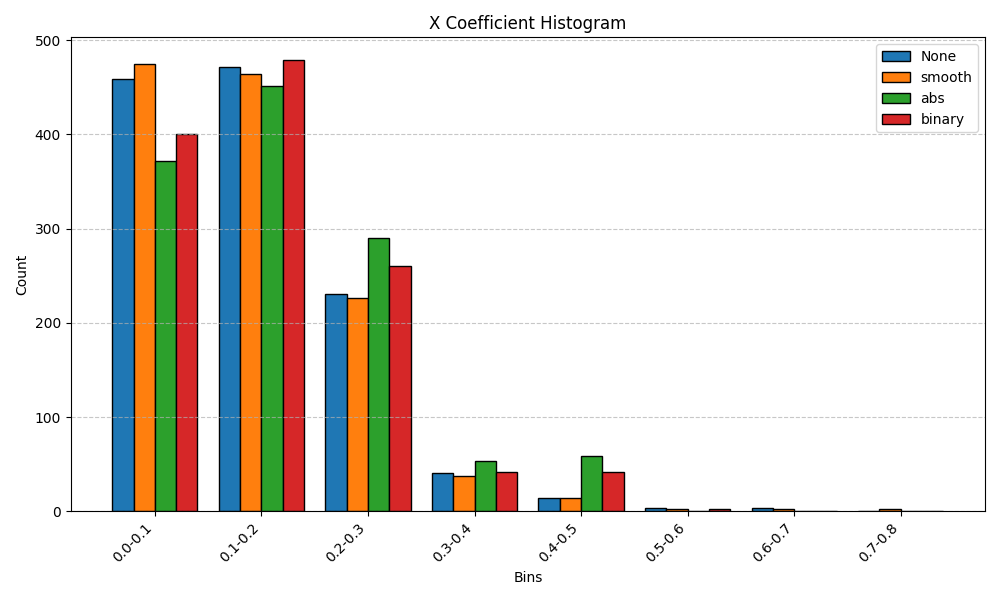 X Coefficient Histogram
None
smooth
abs
binary
Count
500
400
300
200
100
0
0.0-0.1
0.1-0.2
0.2-0.3
0.3-0.4
0.4-0.5
0.5-0.6
0.6-0.7
0.7-0.8
Bins